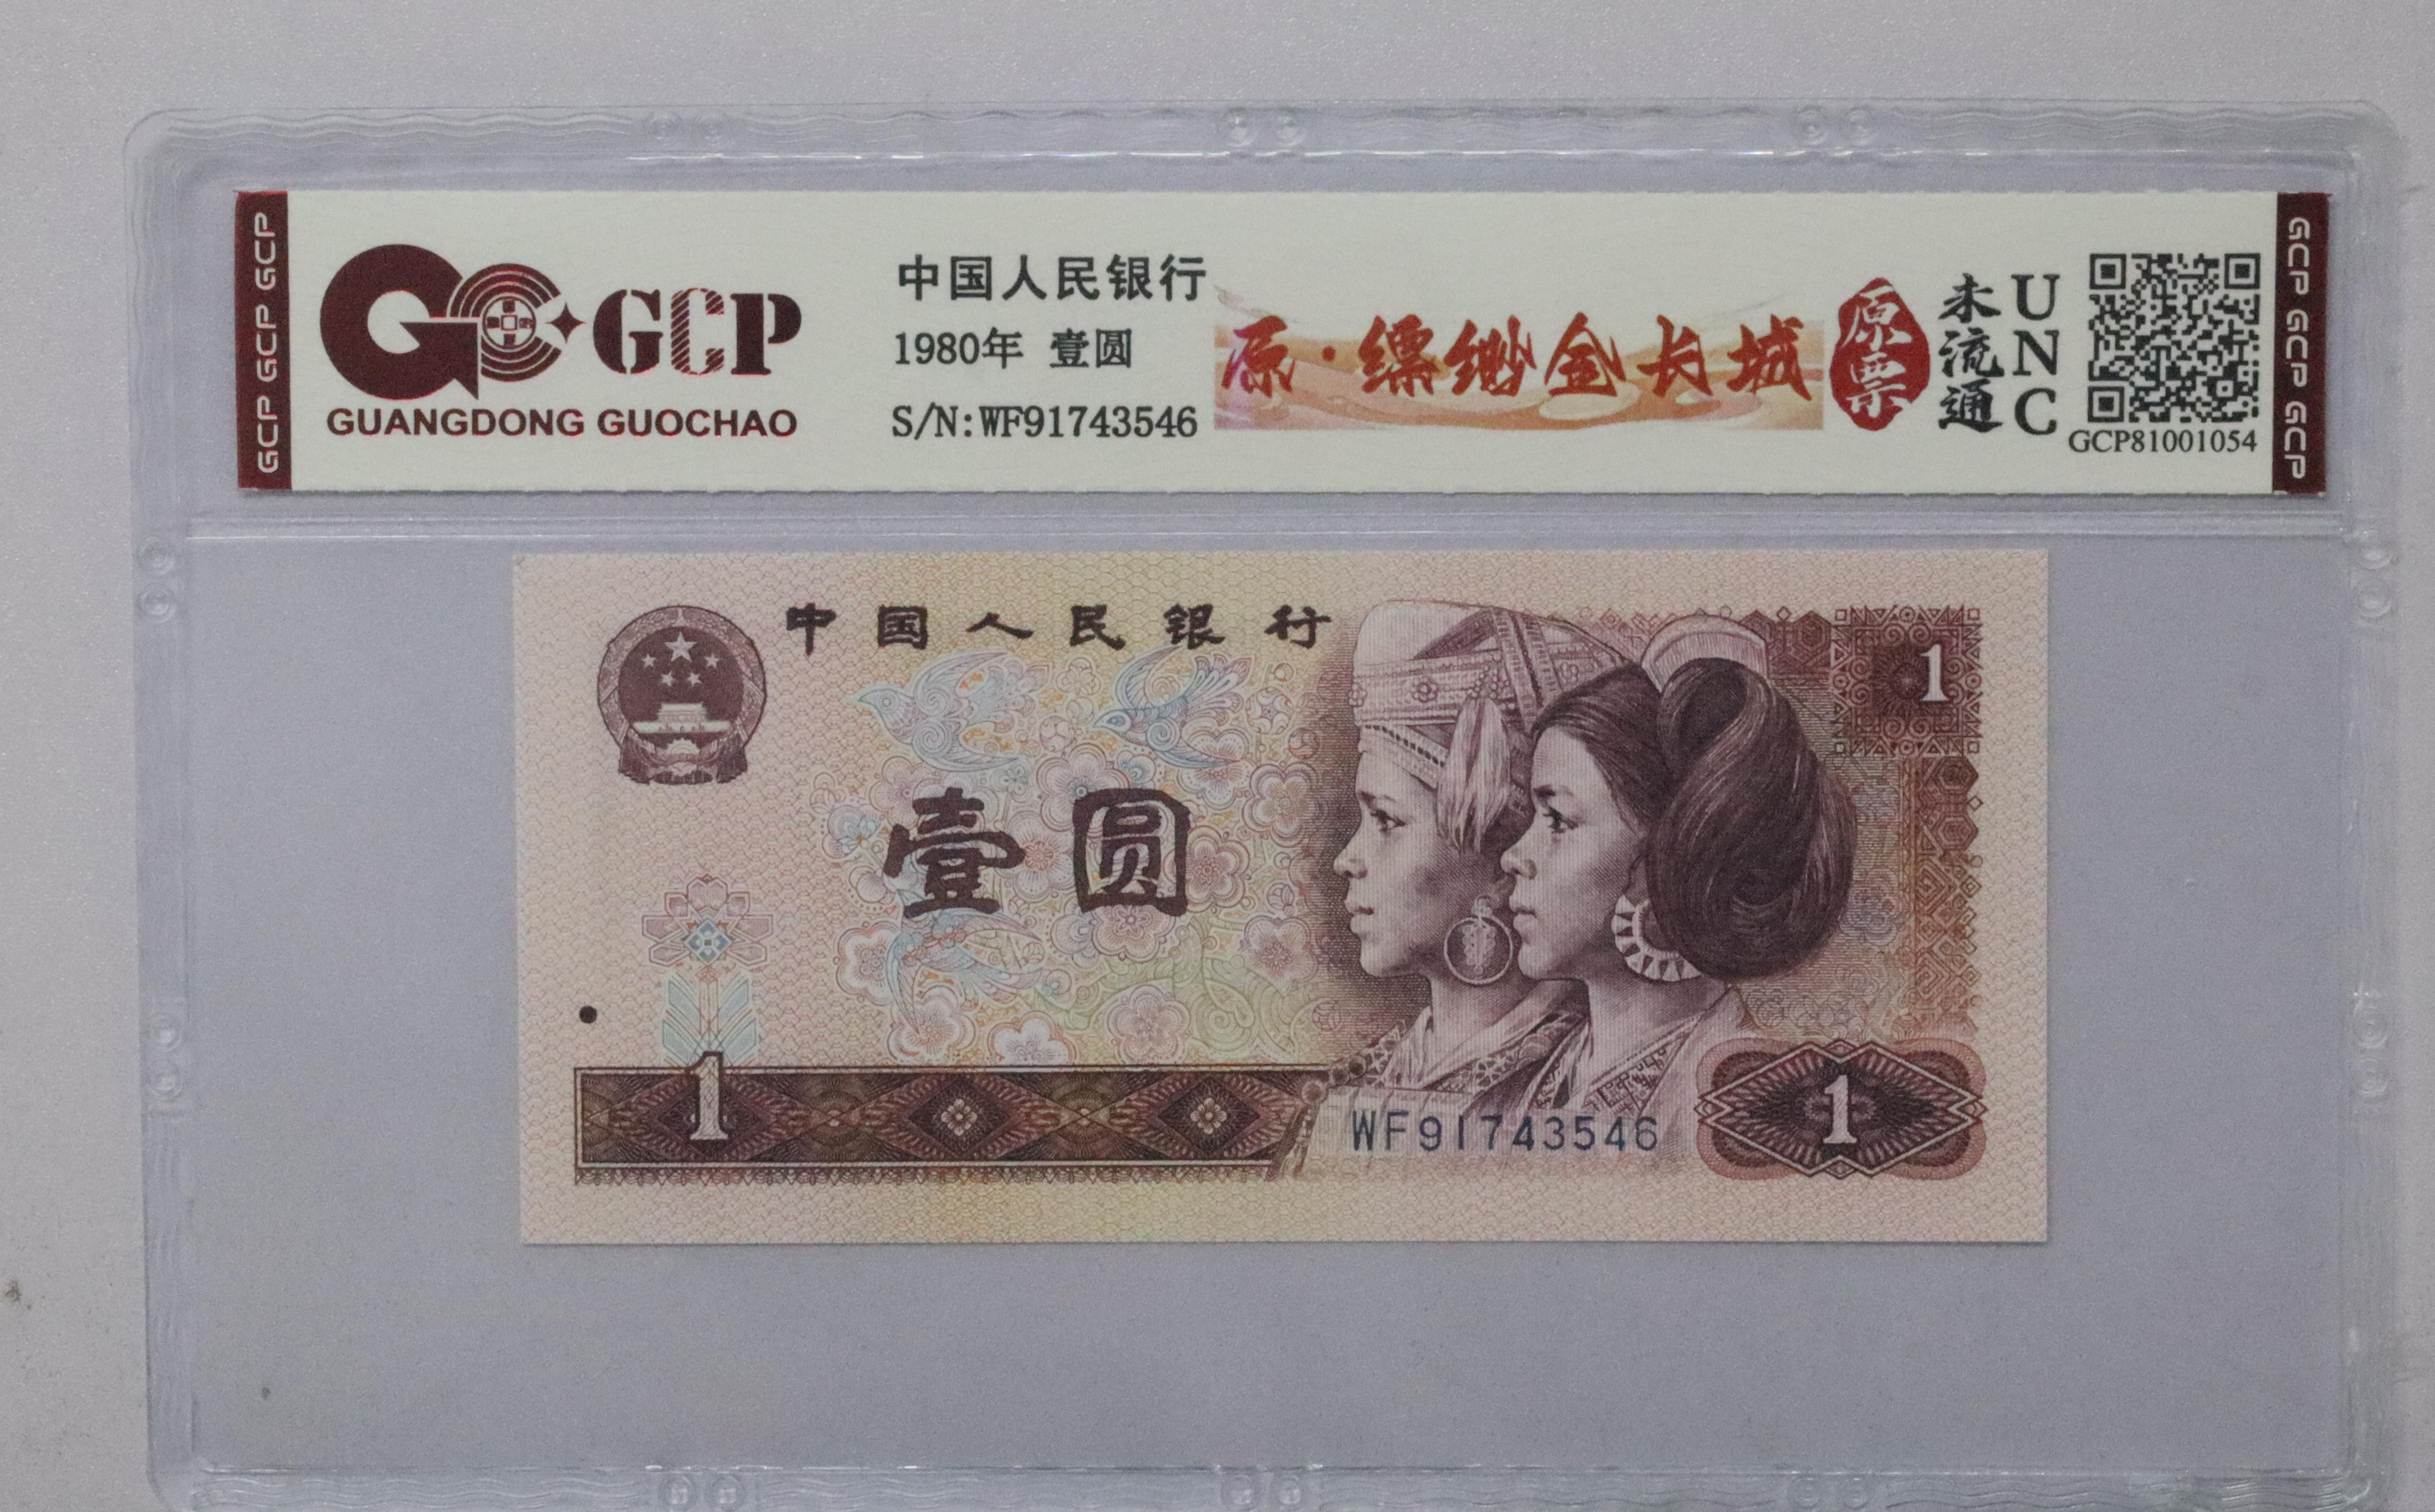 GCP GCP GCP
GCP
GUANGDONG GUOCHAO
中国人民银行
1980年 壹圆
S/N:WF91743546
原·缥缈金长城
原票
未流通
UNC
GCP81001054
GCP GCP GCP
中国人民银行
1
壹圆
1
WF91743546
1